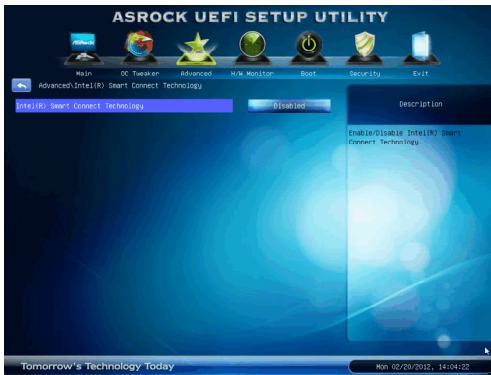 ASROCK UEFI SETUP UTILITY
ASRock
Main OC Tweaker Advanced H/W Monitor Boot Security Exit
Advanced\Intel(R) Smart Connect Technology
Intel(R) Smart Connect Technology Disabled
Description
Enable/Disable Intel(R) Smart
Connect Technology
Tomorrow's Technology Today
Mon 02/20/2012, 14:04:22